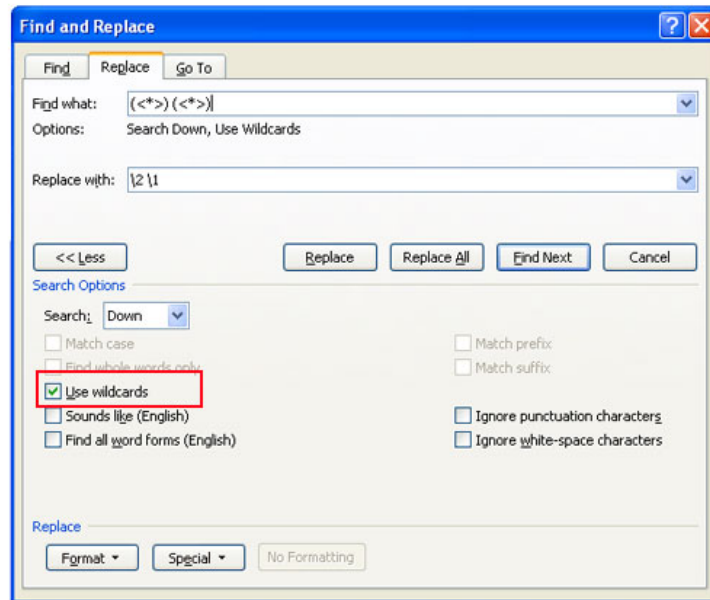 Find and Replace
Find Replace Go To
Find what: (<*>) (<*>)
Options: Search Down, Use Wildcards
Replace with: \2 \1
<< Less Replace Replace All Find Next Cancel
Search Options
Search: Down
Match case Match prefix
Find whole words only Match suffix
Use wildcards
Sounds like (English) Ignore punctuation characters
Find all word forms (English) Ignore white-space characters
Replace
Format Special No Formatting